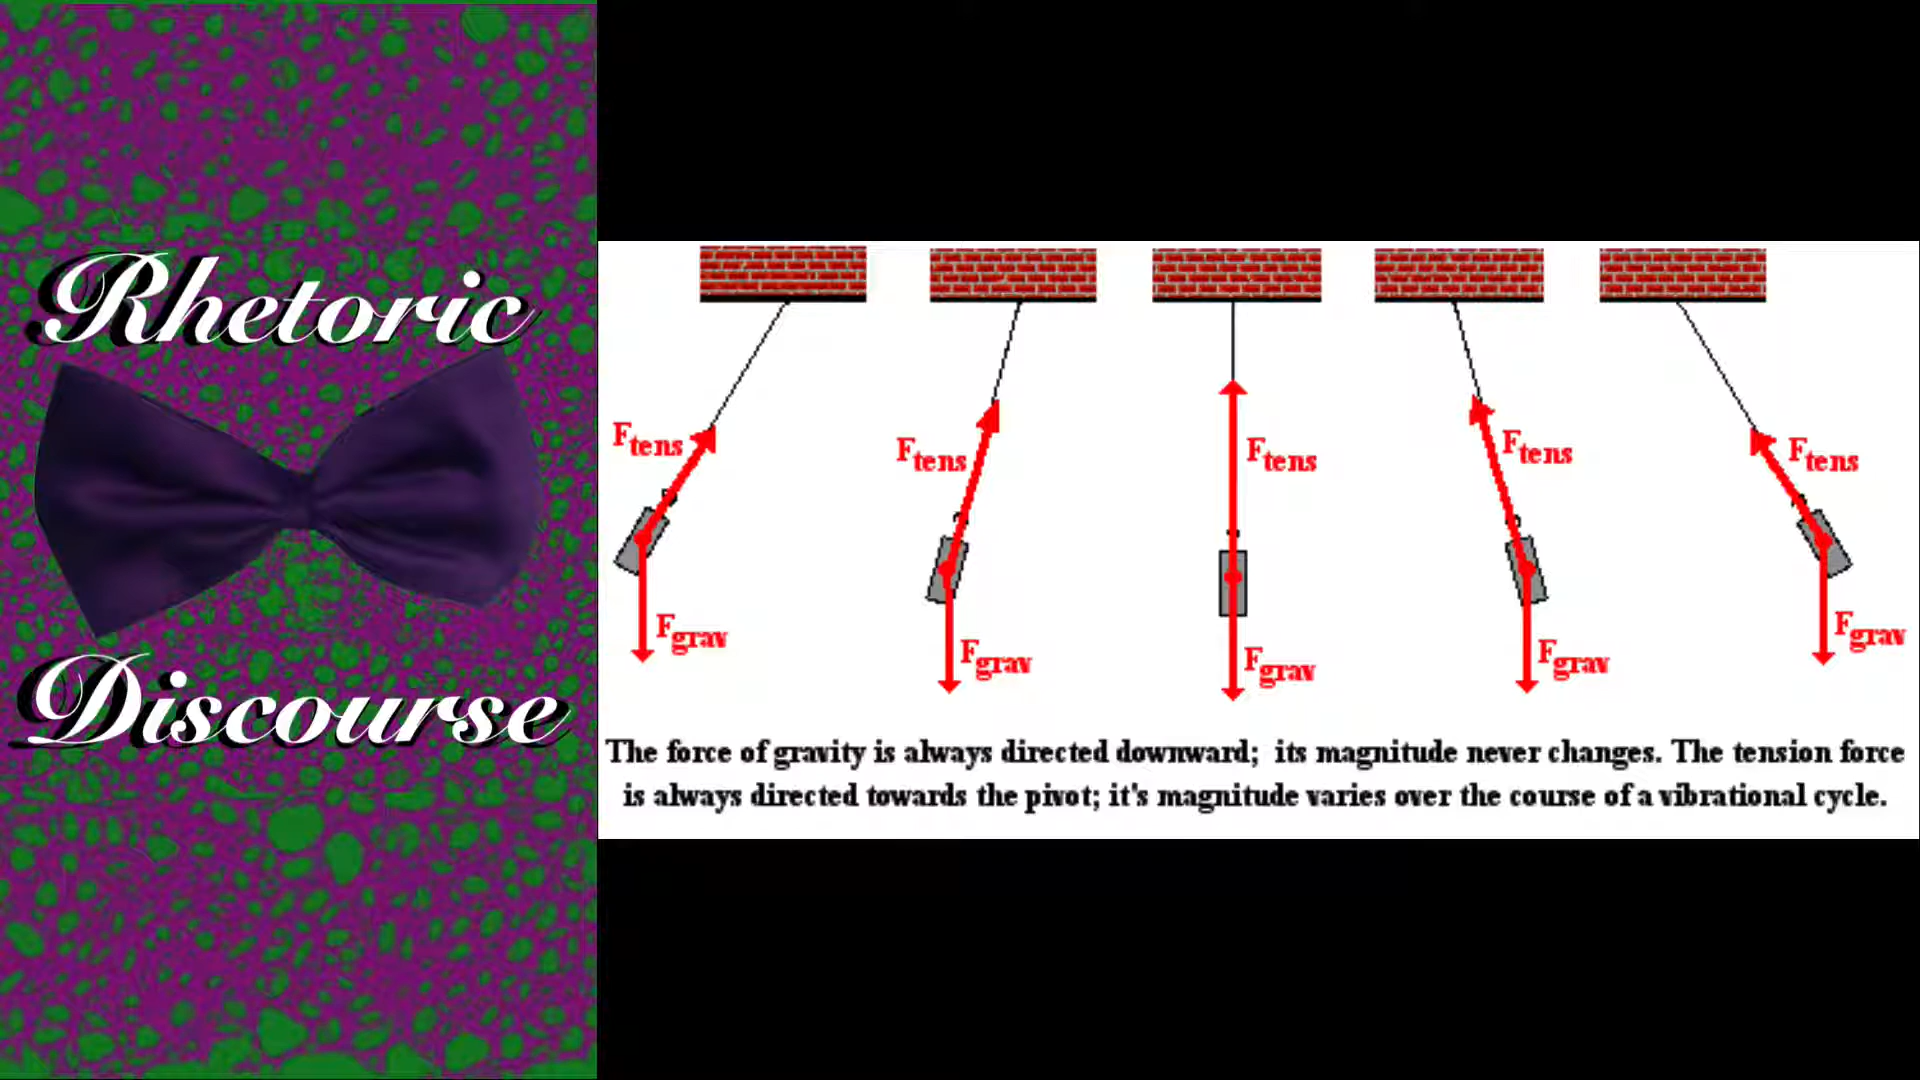 Rhetoric
Discourse
Ftens
Fgrav
Ftens
Fgrav
Ftens
Fgrav
Ftens
Fgrav
Ftens
Fgrav
The force of gravity is always directed downward; its magnitude never changes. The tension force
is always directed towards the pivot; it's magnitude varies over the course of a vibrational cycle.